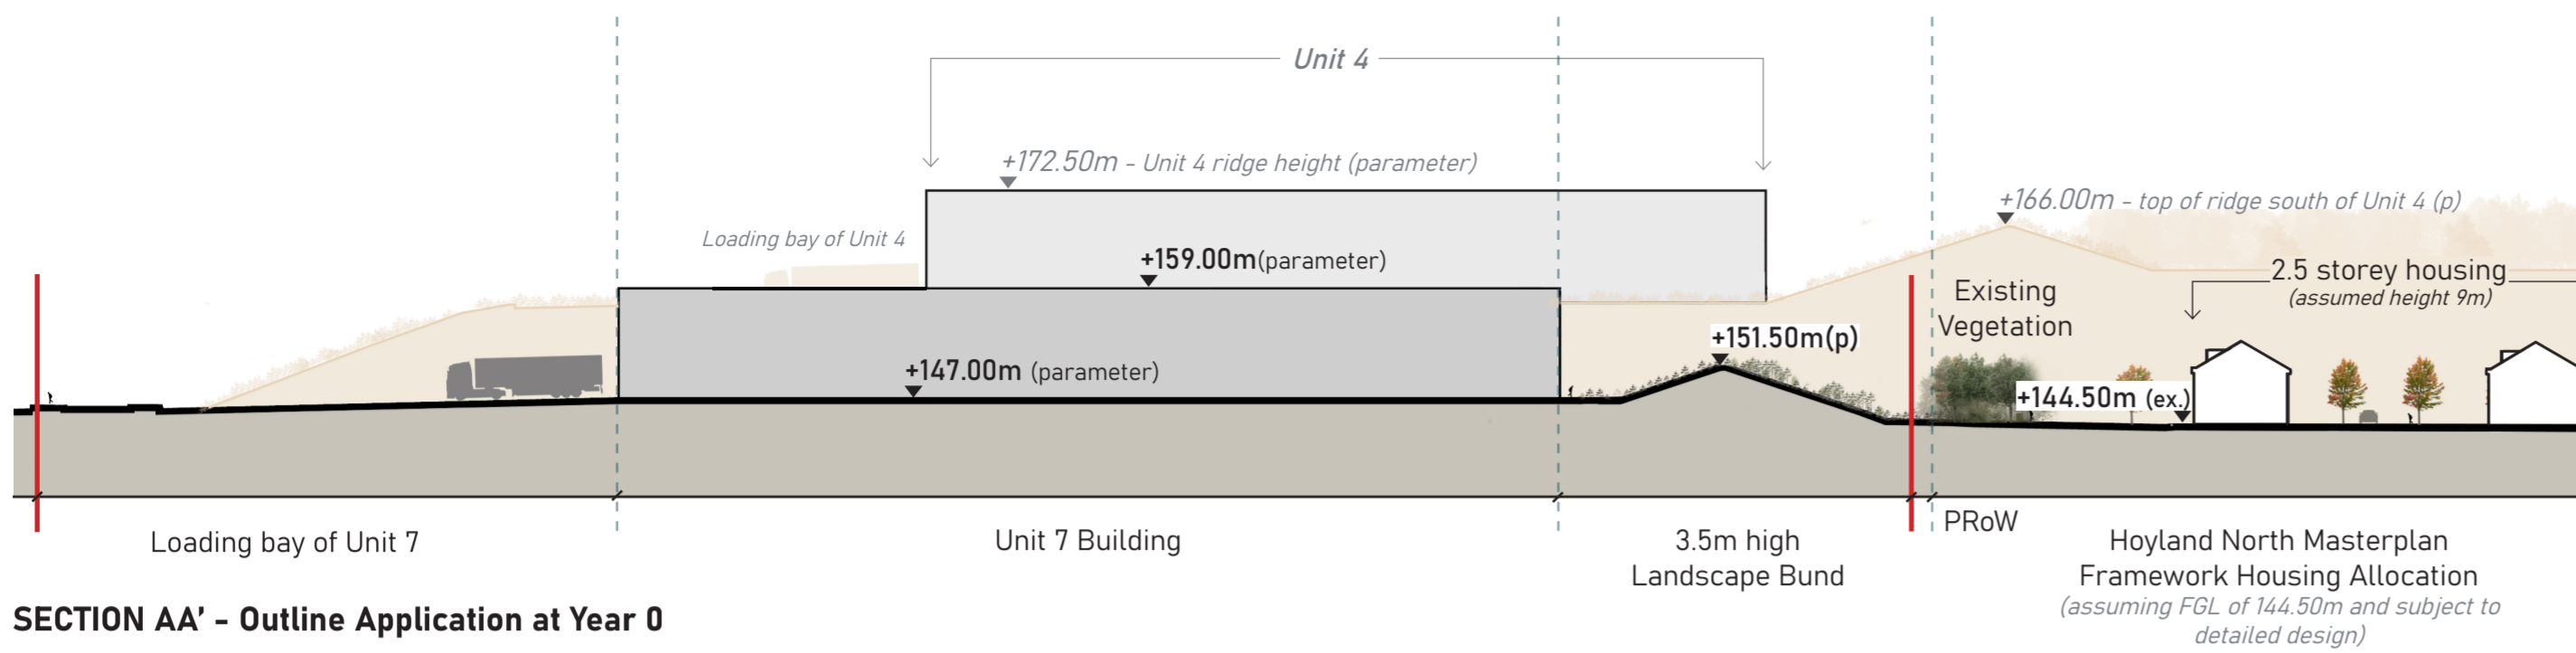 Unit 4
+172.50m - Unit 4 ridge height (parameter)
+166.00m - top of ridge south of Unit 4 (p)
Loading bay of Unit 4
+159.00m(parameter)
2.5 storey housing
(assumed height 9m)
Existing
Vegetation
+151.50m(p)
+147.00m (parameter)
+144.50m (ex.)
Loading bay of Unit 7
Unit 7 Building
3.5m high
Landscape Bund
PRoW
Hoyland North Masterplan
Framework Housing Allocation
(assuming FGL of 144.50m and subject to
detailed design)
SECTION AA' - Outline Application at Year 0